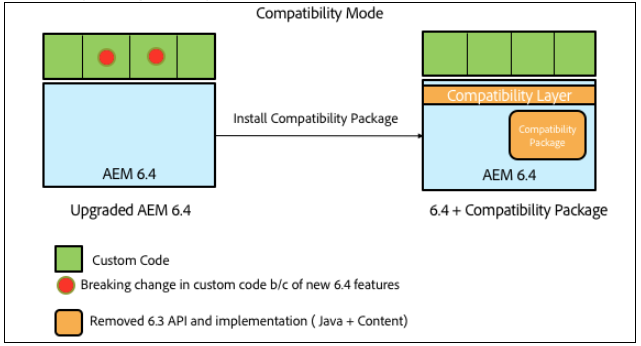 Compatibility Mode
Install Compatibility Package
Compatibility Layer
Compatibility
Package
AEM 6.4
AEM 6.4
Upgraded AEM 6.4
6.4 + Compatibility Package
Custom Code
Breaking change in custom code b/c of new 6.4 features
Removed 6.3 API and implementation ( Java + Content)